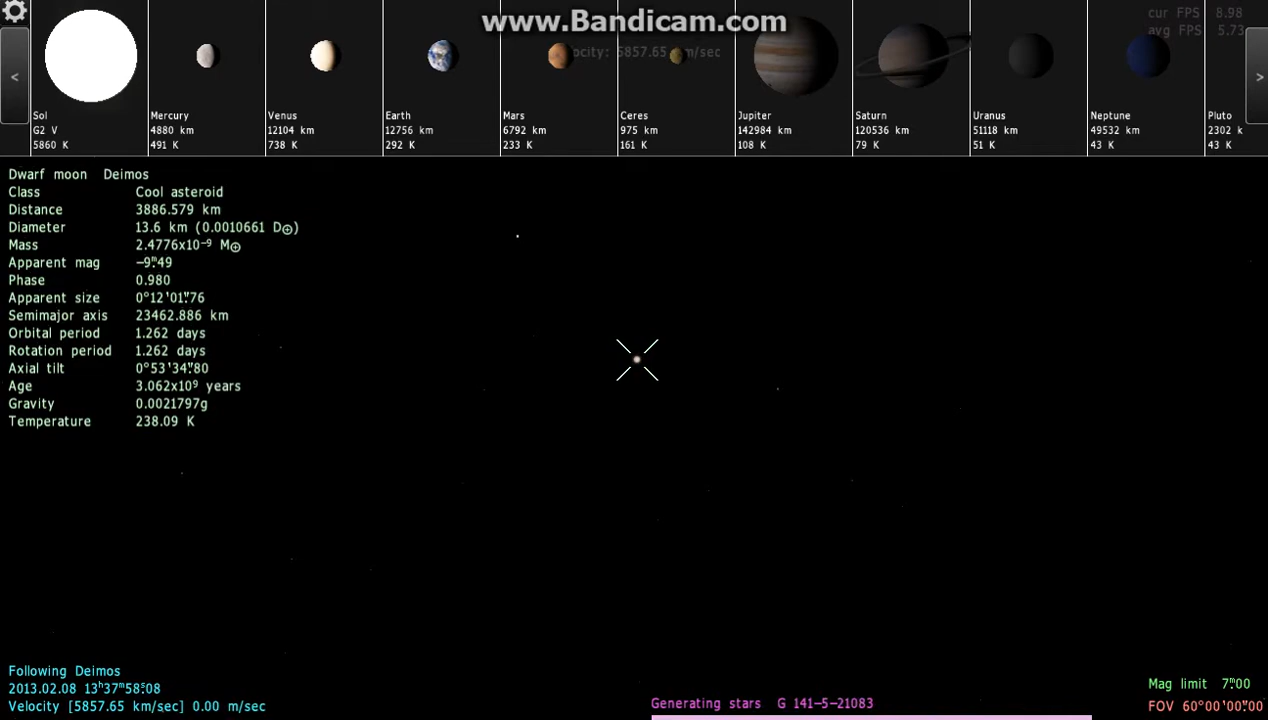 www.Bandicam.com
cur FPS 8.98
avg FPS 5.73
ocity: 5857.65 m/sec
<
>
Sol
G2 V
5860 K
Mercury
4880 km
491 K
Venus
12104 km
738 K
Earth
12756 km
292 K
Mars
6792 km
233 K
Ceres
975 km
161 K
Jupiter
142984 km
108 K
Saturn
120536 km
79 K
Uranus
51118 km
51 K
Neptune
49532 km
43 K
Pluto
2302 k
43 K
Dwarf moon Deimos
Class Cool asteroid
Distance 3886.579 km
Diameter 13.6 km (0.0010661 D⊕)
Mass 2.4776x10⁻⁹ M⊕
Apparent mag −9ᵐ49
Phase 0.980
Apparent size 0°12'01"76
Semimajor axis 23462.886 km
Orbital period 1.262 days
Rotation period 1.262 days
Axial tilt 0°53'34"80
Age 3.062x10⁹ years
Gravity 0.0021797g
Temperature 238.09 K
Following Deimos
2013.02.08 13ʰ37ᵐ58ˢ08
Velocity [5857.65 km/sec] 0.00 m/sec
Generating stars G 141−5−21083
Mag limit 7ᵐ00
FOV 60°00'00"00